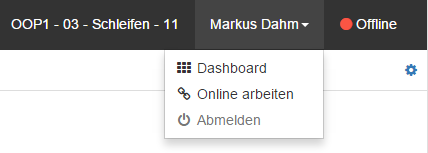 OOP1 - 03 - Schleifen - 11 Markus Dahm Offline
Dashboard
Online arbeiten
Abmelden